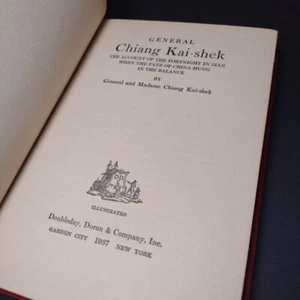 GENERAL
Chiang Kai-shek
THE ACCOUNT OF THE FORTNIGHT IN SIAN
WHEN THE FATE OF CHINA HUNG
IN THE BALANCE
BY
General and Madame Chiang Kai-shek
ILLUSTRATED
Doubleday, Doran & Company, Inc.
GARDEN CITY 1937 NEW YORK